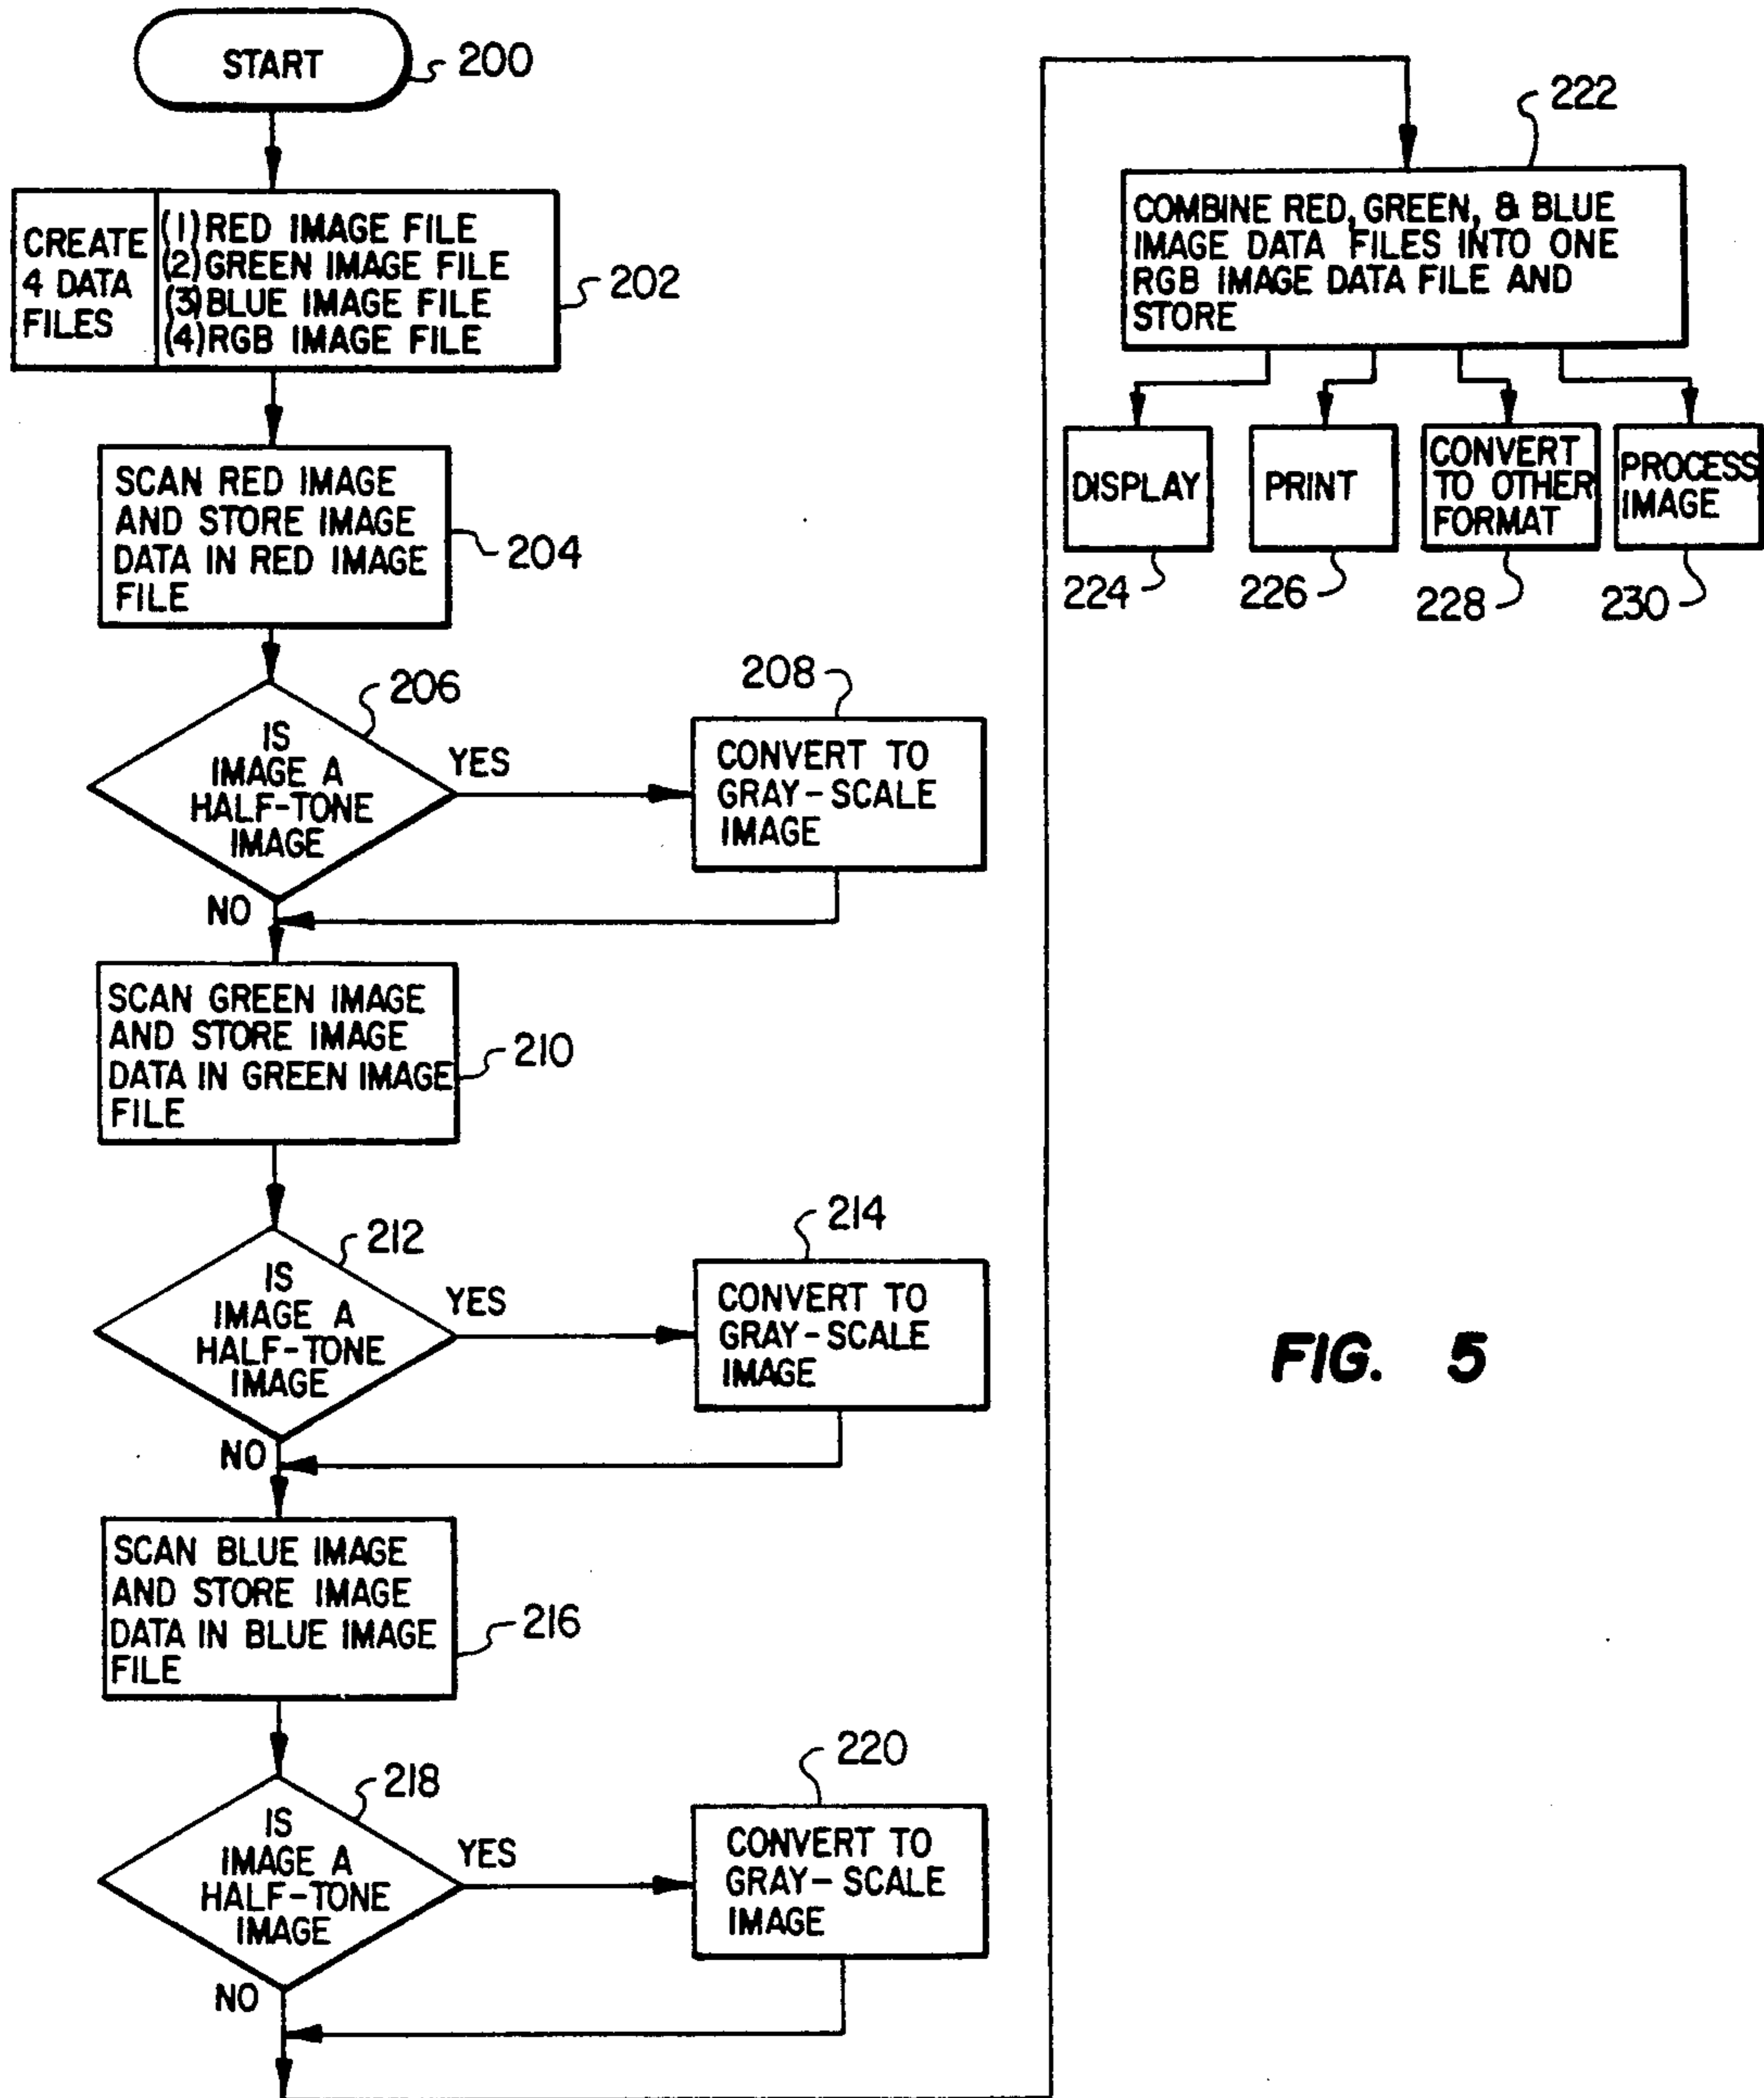 START
200
CREATE
4 DATA
FILES
(1) RED IMAGE FILE
(2) GREEN IMAGE FILE
(3) BLUE IMAGE FILE
(4) RGB IMAGE FILE
202
SCAN RED IMAGE
AND STORE IMAGE
DATA IN RED IMAGE
FILE
204
206
IS
IMAGE A
HALF-TONE
IMAGE
YES
NO
208
CONVERT TO
GRAY-SCALE
IMAGE
SCAN GREEN IMAGE
AND STORE IMAGE
DATA IN GREEN IMAGE
FILE
210
212
IS
IMAGE A
HALF-TONE
IMAGE
YES
NO
214
CONVERT TO
GRAY-SCALE
IMAGE
SCAN BLUE IMAGE
AND STORE IMAGE
DATA IN BLUE IMAGE
FILE
216
218
IS
IMAGE A
HALF-TONE
IMAGE
YES
NO
220
CONVERT TO
GRAY-SCALE
IMAGE
222
COMBINE RED, GREEN, & BLUE
IMAGE DATA FILES INTO ONE
RGB IMAGE DATA FILE AND
STORE
DISPLAY
224
PRINT
226
CONVERT
TO OTHER
FORMAT
228
PROCESS
IMAGE
230
FIG. 5